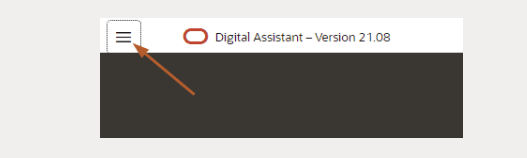 Digital Assistant – Version 21.08